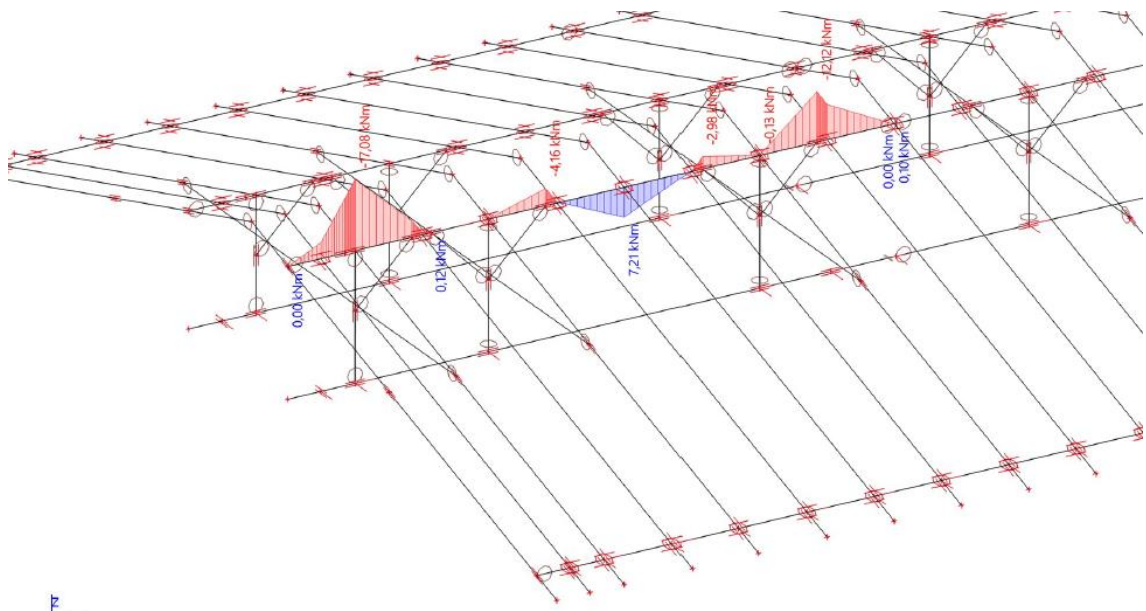 -17,08 kNm
0,00 kNm
0,12 kNm
-4,16 kNm
7,21 kNm
-2,98 kNm
-0,13 kNm
-12,12 kNm
0,00 kNm
0,10 kNm
Z